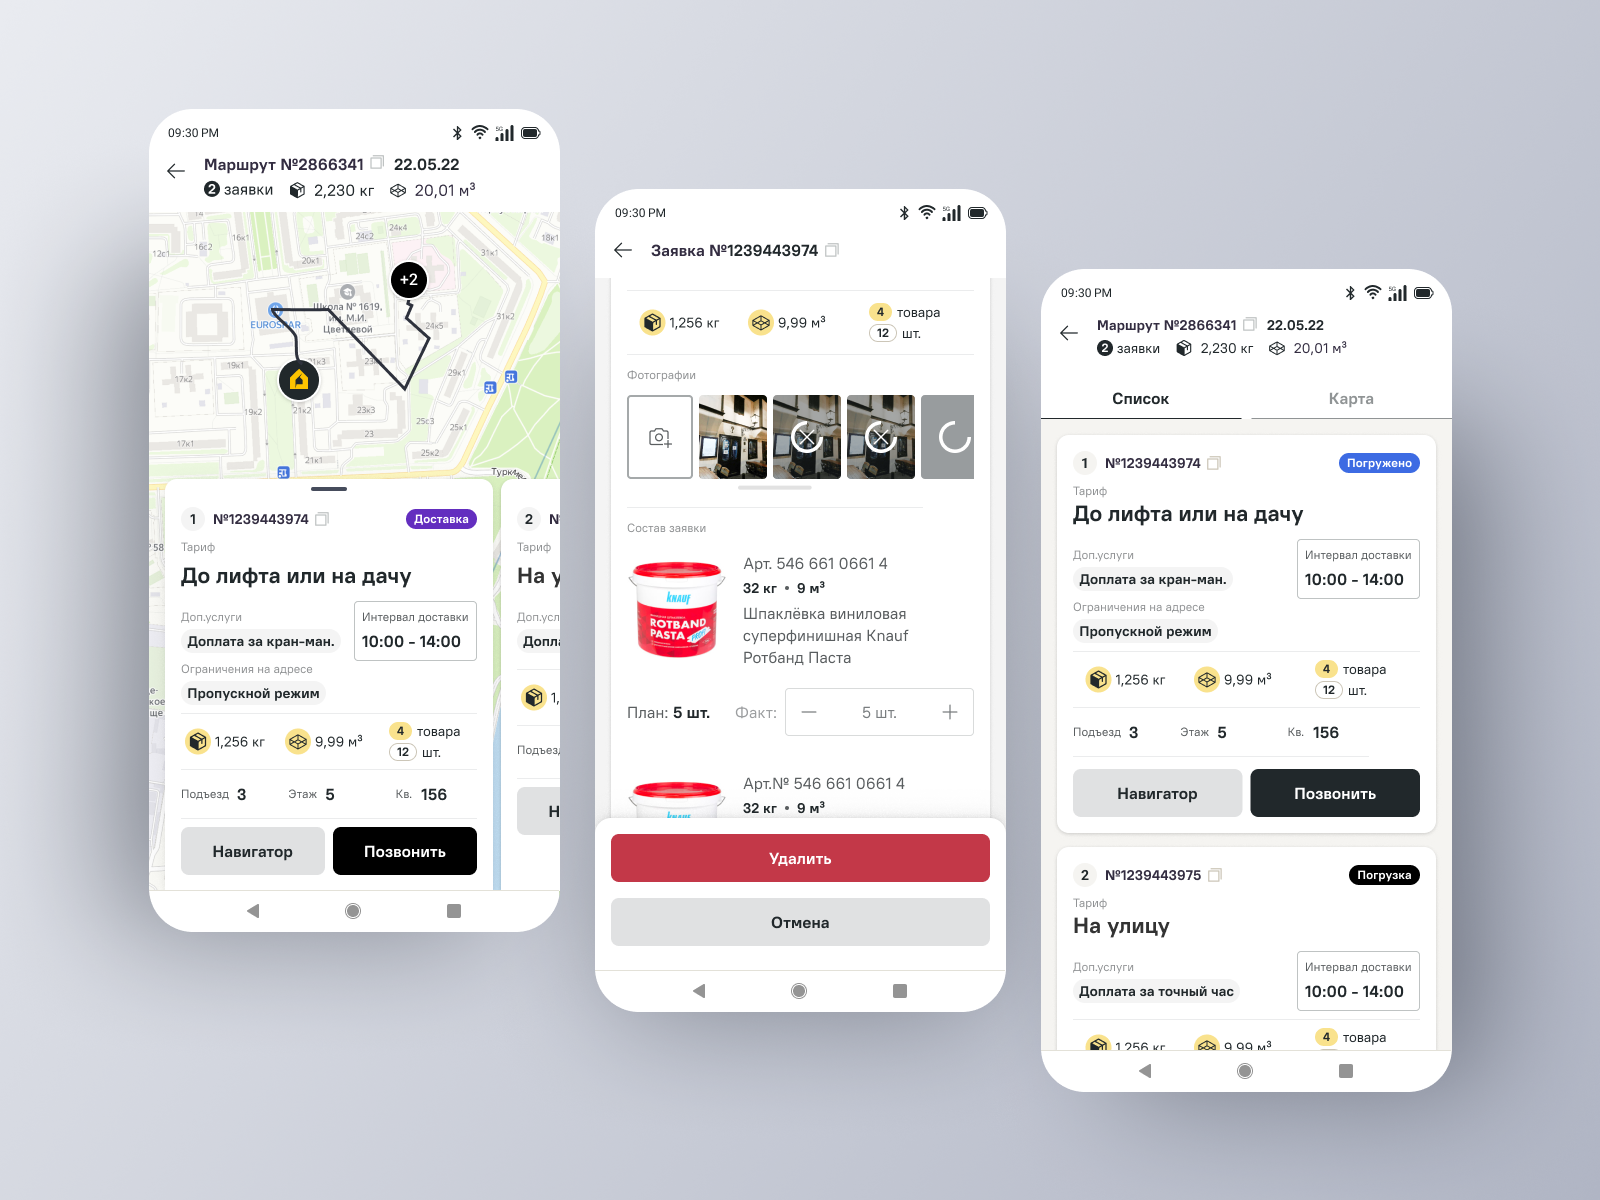 09:30 PM
5G
Маршрут №2866341 22.05.22
2 заявки 2,230 кг 20,01 м³
16к1
16с2
12с1
24с2
24к4
31к1
18к1
20к1
+2
Школа № 1619,
им. М.И.
Цветаевой
EUROSPAR
24к5
31к2
19к1
21к3
17к2
29к1
19к2
21к2
23к3
23
17к1
25к2
21к1
58
1 №1239443974 Доставка
Тариф
До лифта или на дачу
Доп.услуги
Доплата за кран-ман.
Интервал доставки
10:00 - 14:00
Ограничения на адресе
Пропускной режим
1,256 кг 9,99 м³ 4 товара
12 шт.
Подъезд 3 Этаж 5 Кв. 156
Навигатор Позвонить
2 №
Тариф
На у
Доп.усл
Допла
1,
Подъезд
Н
09:30 PM
5G
Заявка №1239443974
1,256 кг 9,99 м³ 4 товара
12 шт.
Фотографии
Состав заявки
Арт. 546 661 0661 4
32 кг • 9 м³
Шпаклёвка виниловая
суперфинишная Knauf
Ротбанд Паста
knauf
ROTBAND
PASTA
PROFI
План: 5 шт. Факт: 5 шт.
Арт.№ 546 661 0661 4
32 кг • 9 м³
knauf
Удалить
Отмена
09:30 PM
5G
Маршрут №2866341 22.05.22
2 заявки 2,230 кг 20,01 м³
Список Карта
1 №1239443974 Погружено
Тариф
До лифта или на дачу
Доп.услуги
Доплата за кран-ман.
Интервал доставки
10:00 - 14:00
Ограничения на адресе
Пропускной режим
1,256 кг 9,99 м³ 4 товара
12 шт.
Подъезд 3 Этаж 5 Кв. 156
Навигатор Позвонить
2 №1239443975 Погрузка
Тариф
На улицу
Доп.услуги
Доплата за точный час
Интервал доставки
10:00 - 14:00
1,256 кг 9,99 м³ 4 товара